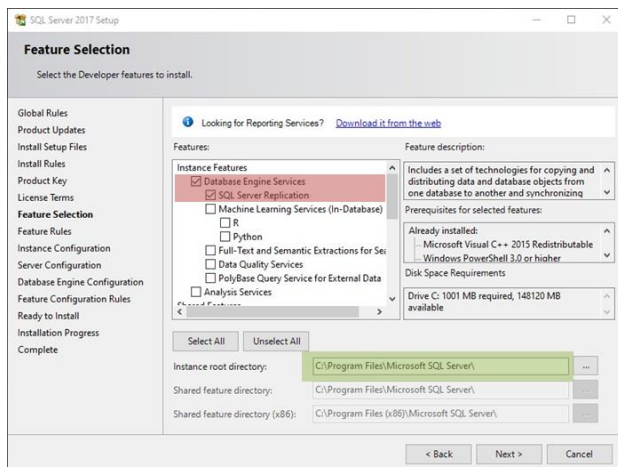 SQL Server 2017 Setup
Feature Selection
Select the Developer features to install.
Global Rules
Product Updates
Install Setup Files
Install Rules
Product Key
License Terms
Feature Selection
Feature Rules
Instance Configuration
Server Configuration
Database Engine Configuration
Feature Configuration Rules
Ready to Install
Installation Progress
Complete
Looking for Reporting Services? Download it from the web
Features:
Instance Features
Database Engine Services
SQL Server Replication
Machine Learning Services (In-Database)
R
Python
Full-Text and Semantic Extractions for Sea
Data Quality Services
PolyBase Query Service for External Data
Analysis Services
Shared Features
Feature description:
Includes a set of technologies for copying and
distributing data and database objects from
one database to another and synchronizing
Prerequisites for selected features:
Already installed:
Microsoft Visual C++ 2015 Redistributable
Windows PowerShell 3.0 or higher
Disk Space Requirements
Drive C: 1001 MB required, 148120 MB
available
Select All
Unselect All
Instance root directory: C:\Program Files\Microsoft SQL Server\ ...
Shared feature directory: C:\Program Files\Microsoft SQL Server\ ...
Shared feature directory (x86): C:\Program Files (x86)\Microsoft SQL Server\ ...
< Back
Next >
Cancel